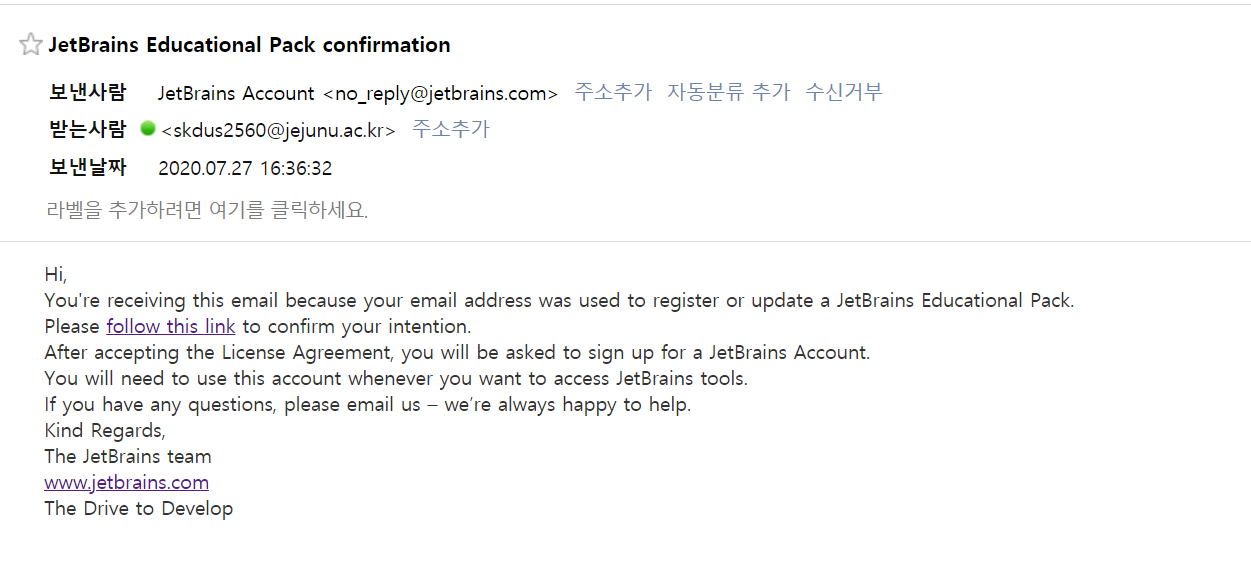 JetBrains Educational Pack confirmation
보낸사람 JetBrains Account <no_reply@jetbrains.com> 주소추가 자동분류 추가 수신거부
받는사람 <skdus2560@jejunu.ac.kr> 주소추가
보낸날짜 2020.07.27 16:36:32
라벨을 추가하려면 여기를 클릭하세요.
Hi,
You're receiving this email because your email address was used to register or update a JetBrains Educational Pack.
Please follow this link to confirm your intention.
After accepting the License Agreement, you will be asked to sign up for a JetBrains Account.
You will need to use this account whenever you want to access JetBrains tools.
If you have any questions, please email us – we’re always happy to help.
Kind Regards,
The JetBrains team
www.jetbrains.com
The Drive to Develop